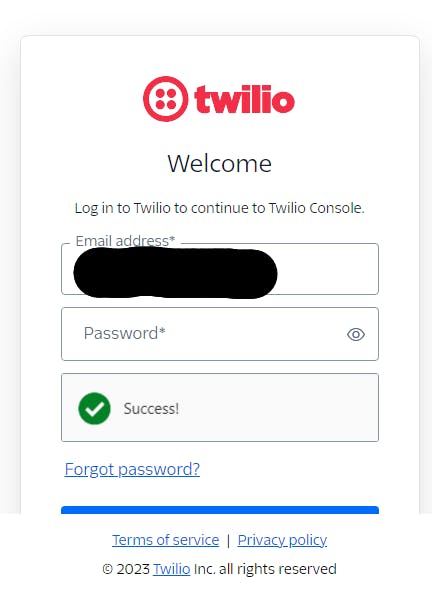 twilio
Welcome
Log in to Twilio to continue to Twilio Console.
Email address*
Password*
Success!
Forgot password?
Terms of service | Privacy policy
© 2023 Twilio Inc. all rights reserved